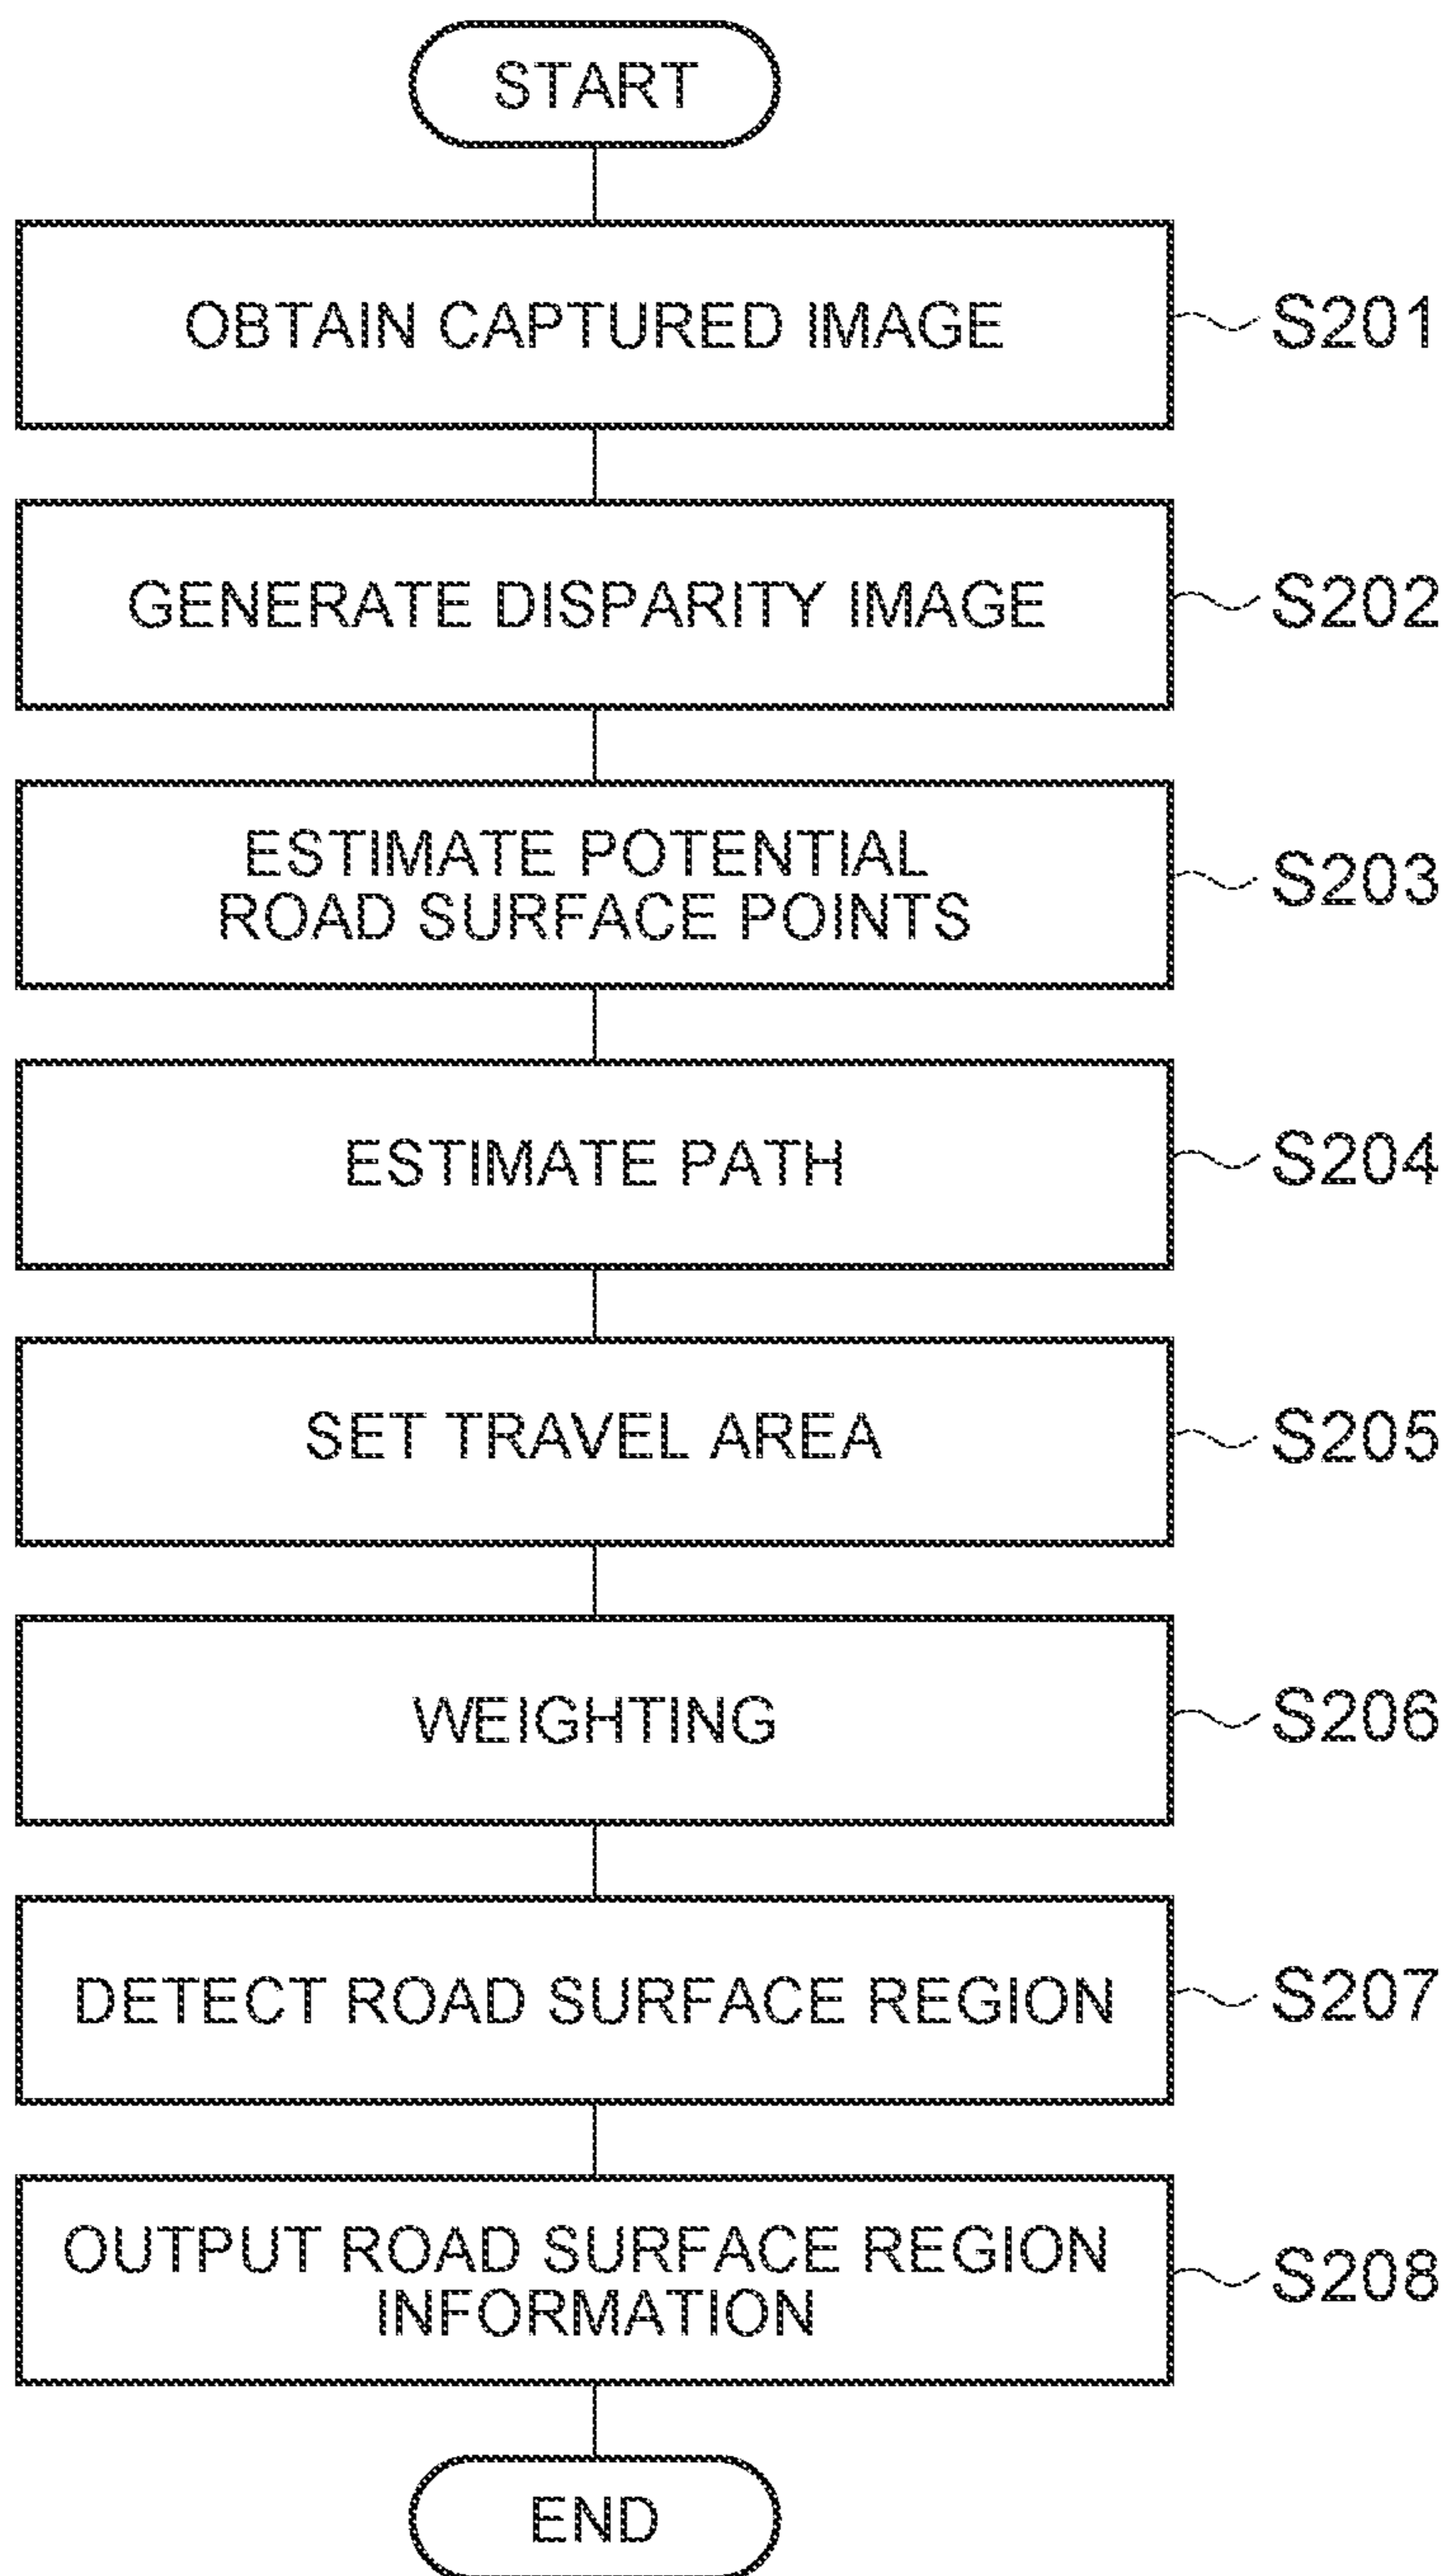 START
OBTAIN CAPTURED IMAGE
S201
GENERATE DISPARITY IMAGE
S202
ESTIMATE POTENTIAL
ROAD SURFACE POINTS
S203
ESTIMATE PATH
S204
SET TRAVEL AREA
S205
WEIGHTING
S206
DETECT ROAD SURFACE REGION
S207
OUTPUT ROAD SURFACE REGION
INFORMATION
S208
END